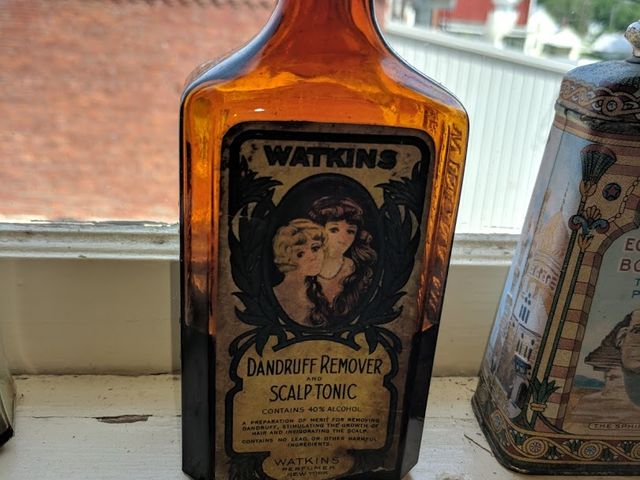 WATKINS
DANDRUFF REMOVER
AND
SCALP TONIC
CONTAINS 40% ALCOHOL
A PREPARATION OF MERIT FOR REMOVING
DANDRUFF, STIMULATING THE GROWTH OF
HAIR AND INVIGORATING THE SCALP.
CONTAINS NO LEAD, OR OTHER HARMFUL
INGREDIENTS.
WATKINS
PERFUMER
NEW YORK
THE SPHI